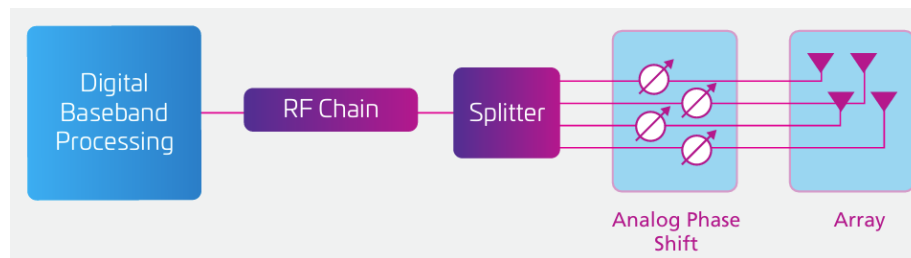 Digital
Baseband
Processing
RF Chain
Splitter
Analog Phase
Shift
Array